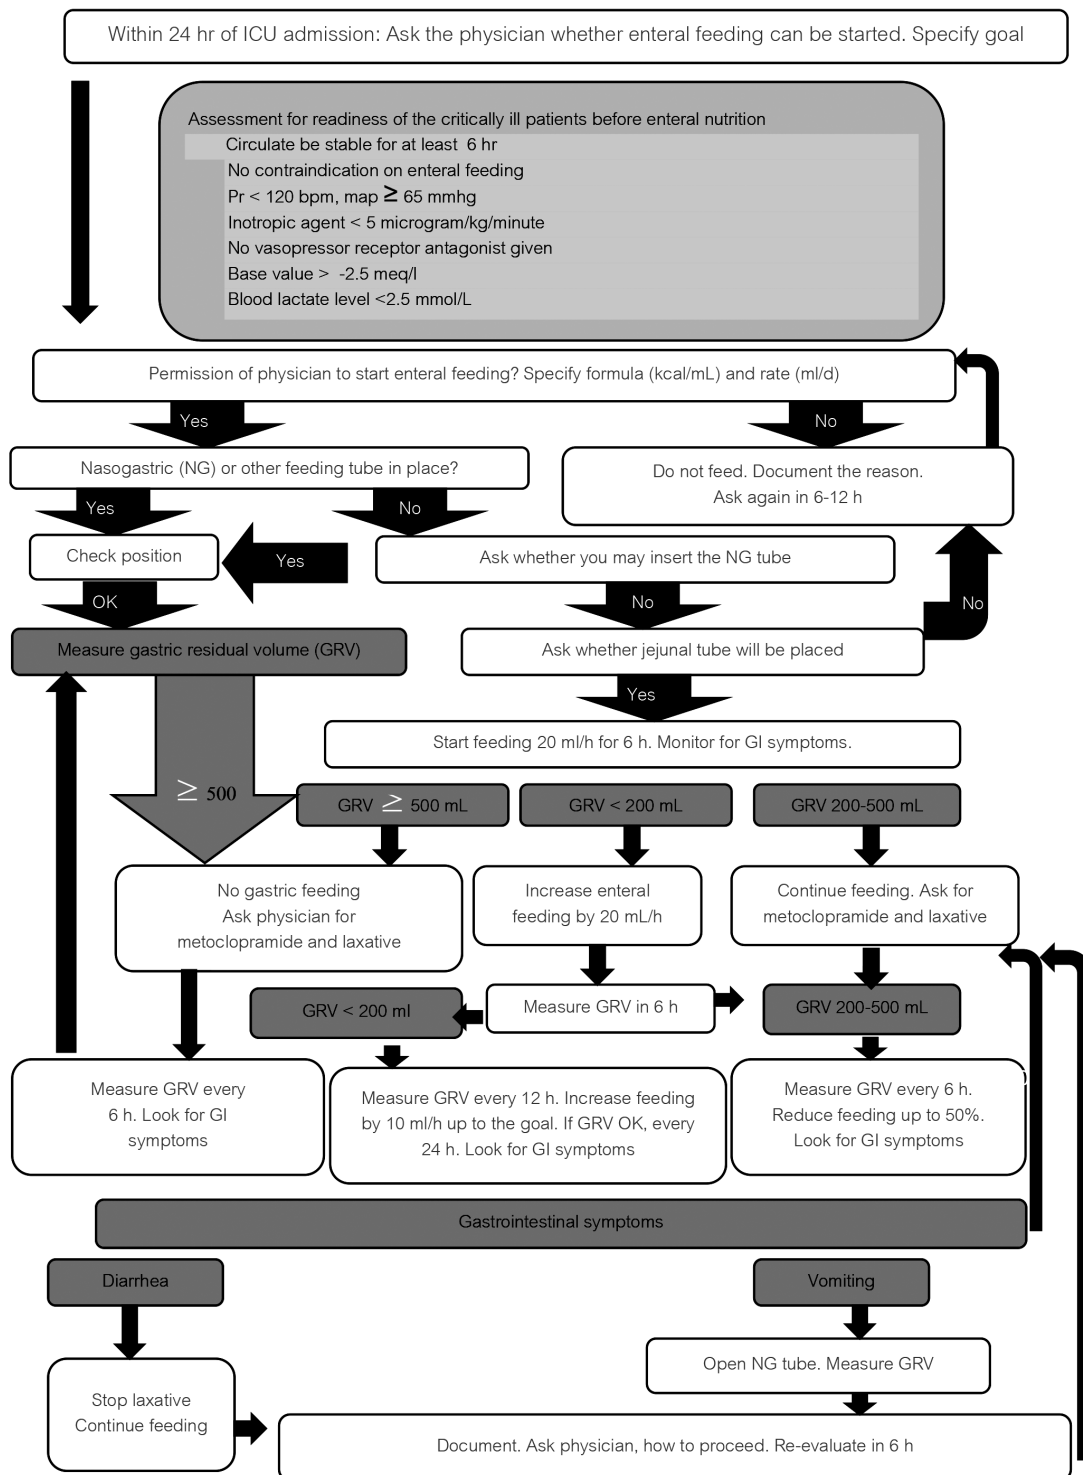 Within 24 hr of ICU admission: Ask the physician whether enteral feeding can be started. Specify goal
Assessment for readiness of the critically ill patients before enteral nutrition
Circulate be stable for at least 6 hr
No contraindication on enteral feeding
Pr < 120 bpm, map ≥ 65 mmhg
Inotropic agent < 5 microgram/kg/minute
No vasopressor receptor antagonist given
Base value > -2.5 meq/l
Blood lactate level <2.5 mmol/L
Permission of physician to start enteral feeding? Specify formula (kcal/mL) and rate (ml/d)
Yes
No
Nasogastric (NG) or other feeding tube in place?
Do not feed. Document the reason.
Ask again in 6-12 h
Yes
No
Check position
Yes
Ask whether you may insert the NG tube
OK
No
No
Measure gastric residual volume (GRV)
Ask whether jejunal tube will be placed
Yes
Start feeding 20 ml/h for 6 h. Monitor for GI symptoms.
≥ 500
GRV ≥ 500 mL
GRV < 200 mL
GRV 200-500 mL
No gastric feeding
Ask physician for
metoclopramide and laxative
Increase enteral
feeding by 20 mL/h
Continue feeding. Ask for
metoclopramide and laxative
GRV < 200 ml
Measure GRV in 6 h
GRV 200-500 mL
Measure GRV every
6 h. Look for GI
symptoms
Measure GRV every 12 h. Increase feeding
by 10 ml/h up to the goal. If GRV OK, every
24 h. Look for GI symptoms
Measure GRV every 6 h.
Reduce feeding up to 50%.
Look for GI symptoms
Gastrointestinal symptoms
Diarrhea
Vomiting
Open NG tube. Measure GRV
Stop laxative
Continue feeding
Document. Ask physician, how to proceed. Re-evaluate in 6 h